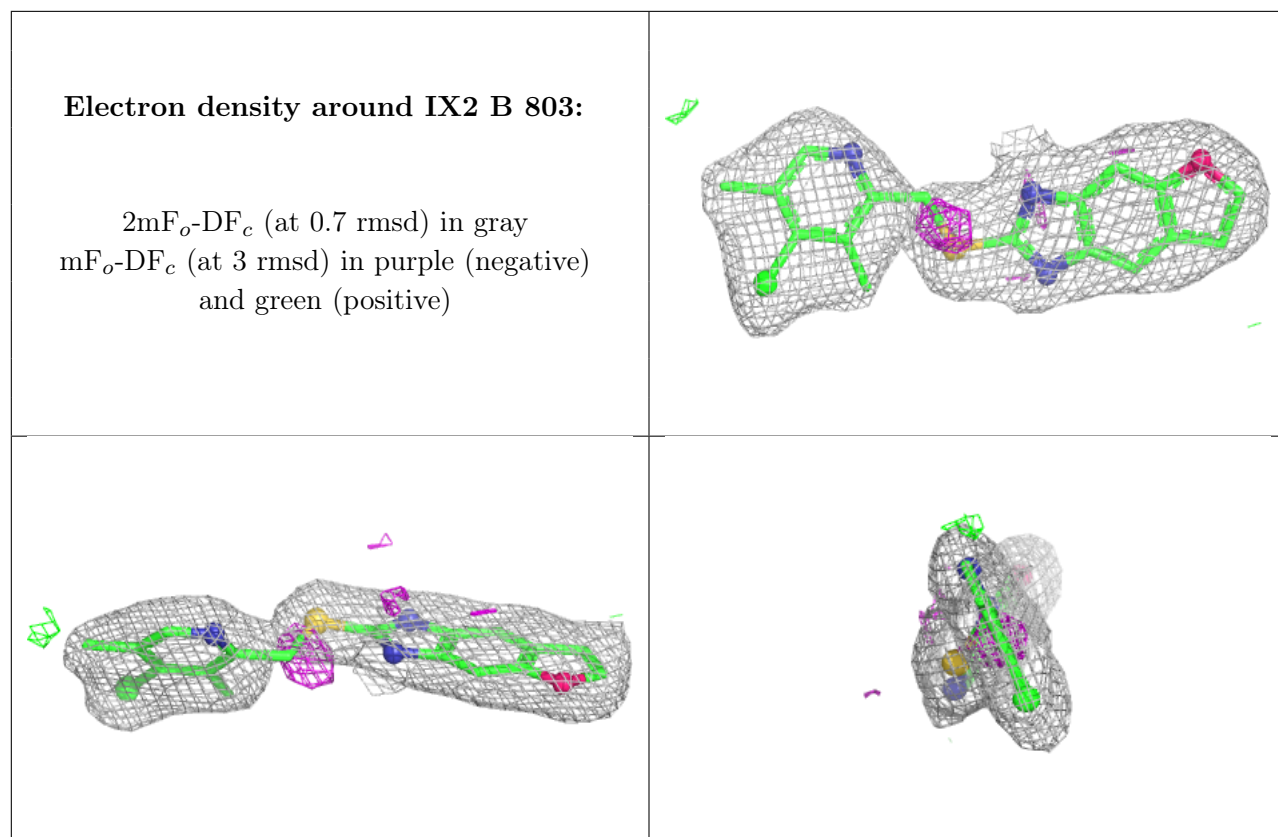 Electron density around IX2 B 803:
2mFo-DFc (at 0.7 rmsd) in gray
mFo-DFc (at 3 rmsd) in purple (negative)
and green (positive)